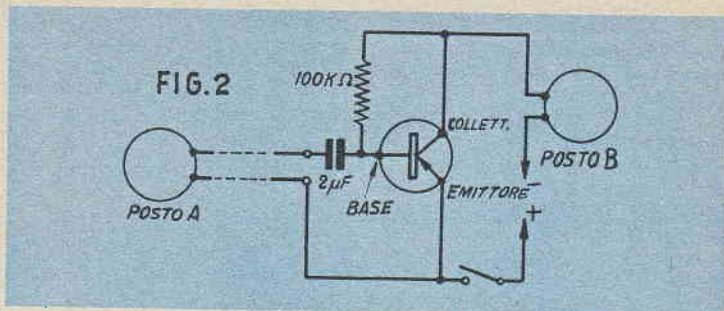 FIG.2
100KΩ
COLLETT.
POSTO B
2µF
BASE
EMITTORE
-
+
POSTO A